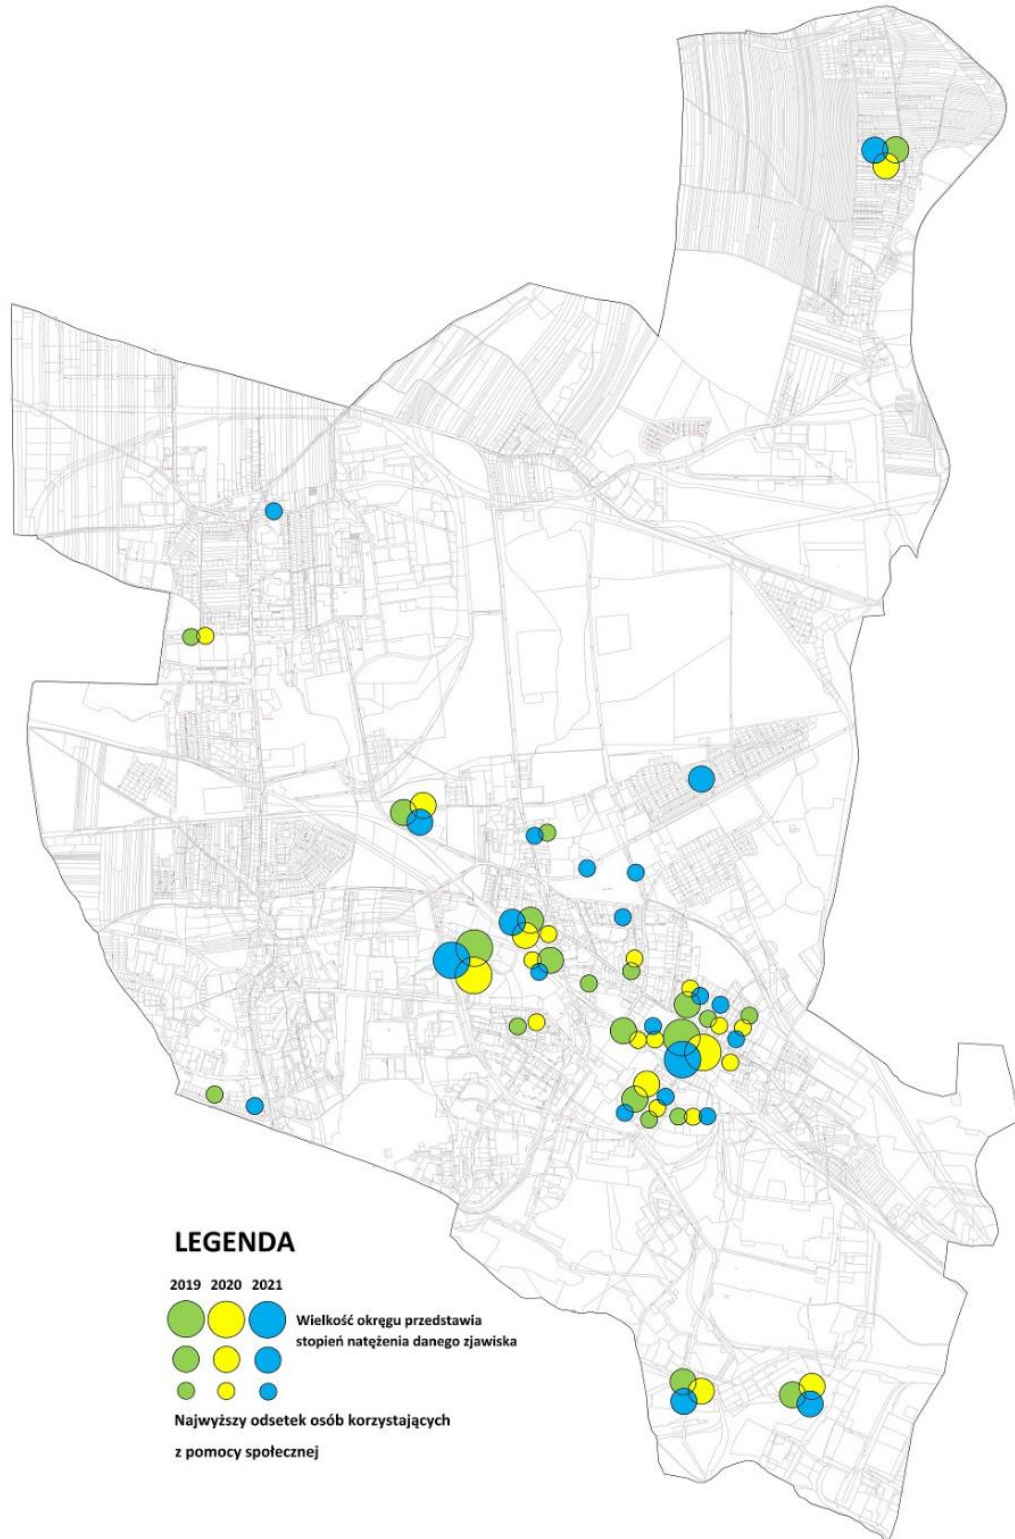 LEGENDA
2019 2020 2021
Wielkość okręgu przedstawia
stopień natężenia danego zjawiska
Najwyższy odsetek osób korzystających
z pomocy społecznej